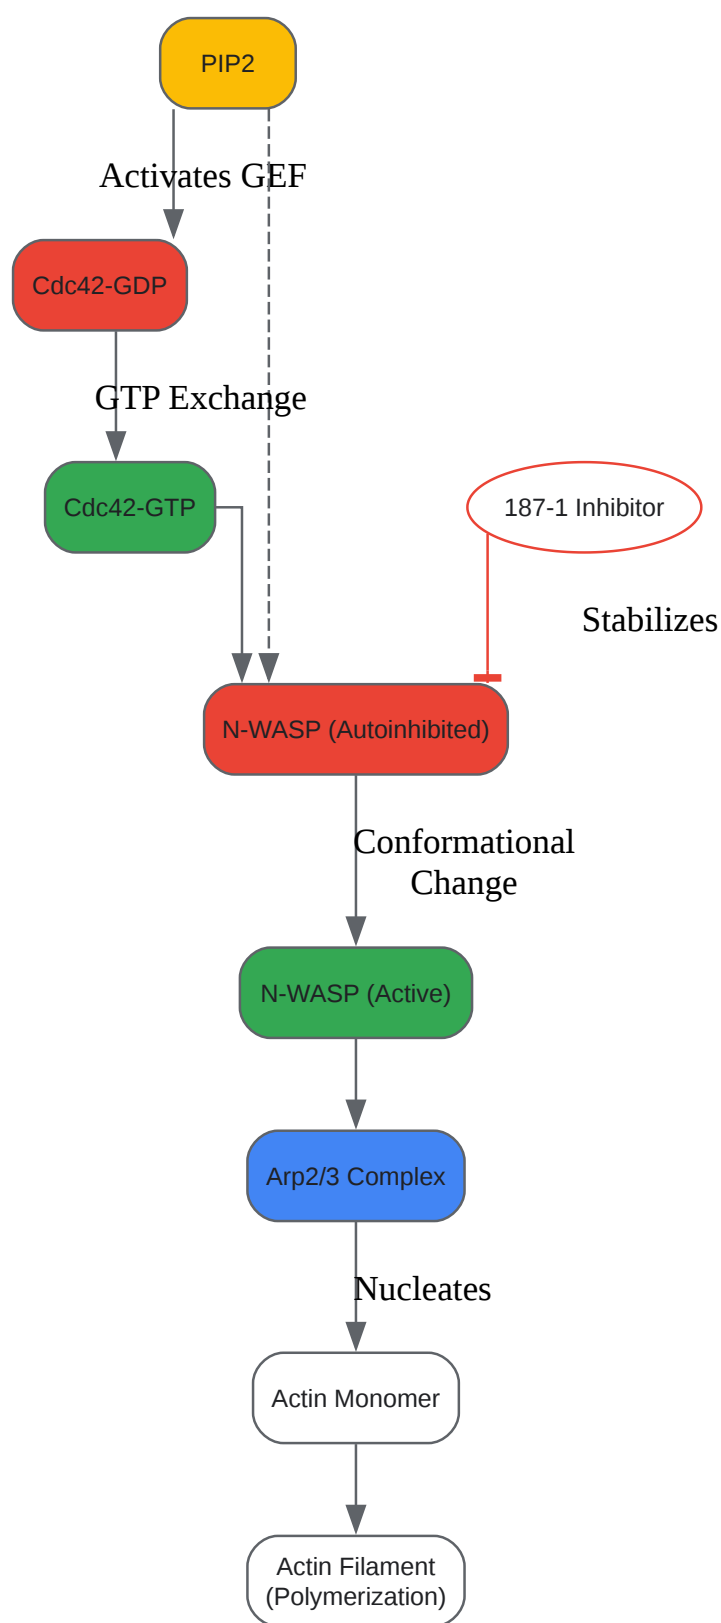 PIP2
Activates GEF
Cdc42-GDP
GTP Exchange
Cdc42-GTP
187-1 Inhibitor
Stabilizes
N-WASP (Autoinhibited)
Conformational
Change
N-WASP (Active)
Arp2/3 Complex
Nucleates
Actin Monomer
Actin Filament
(Polymerization)